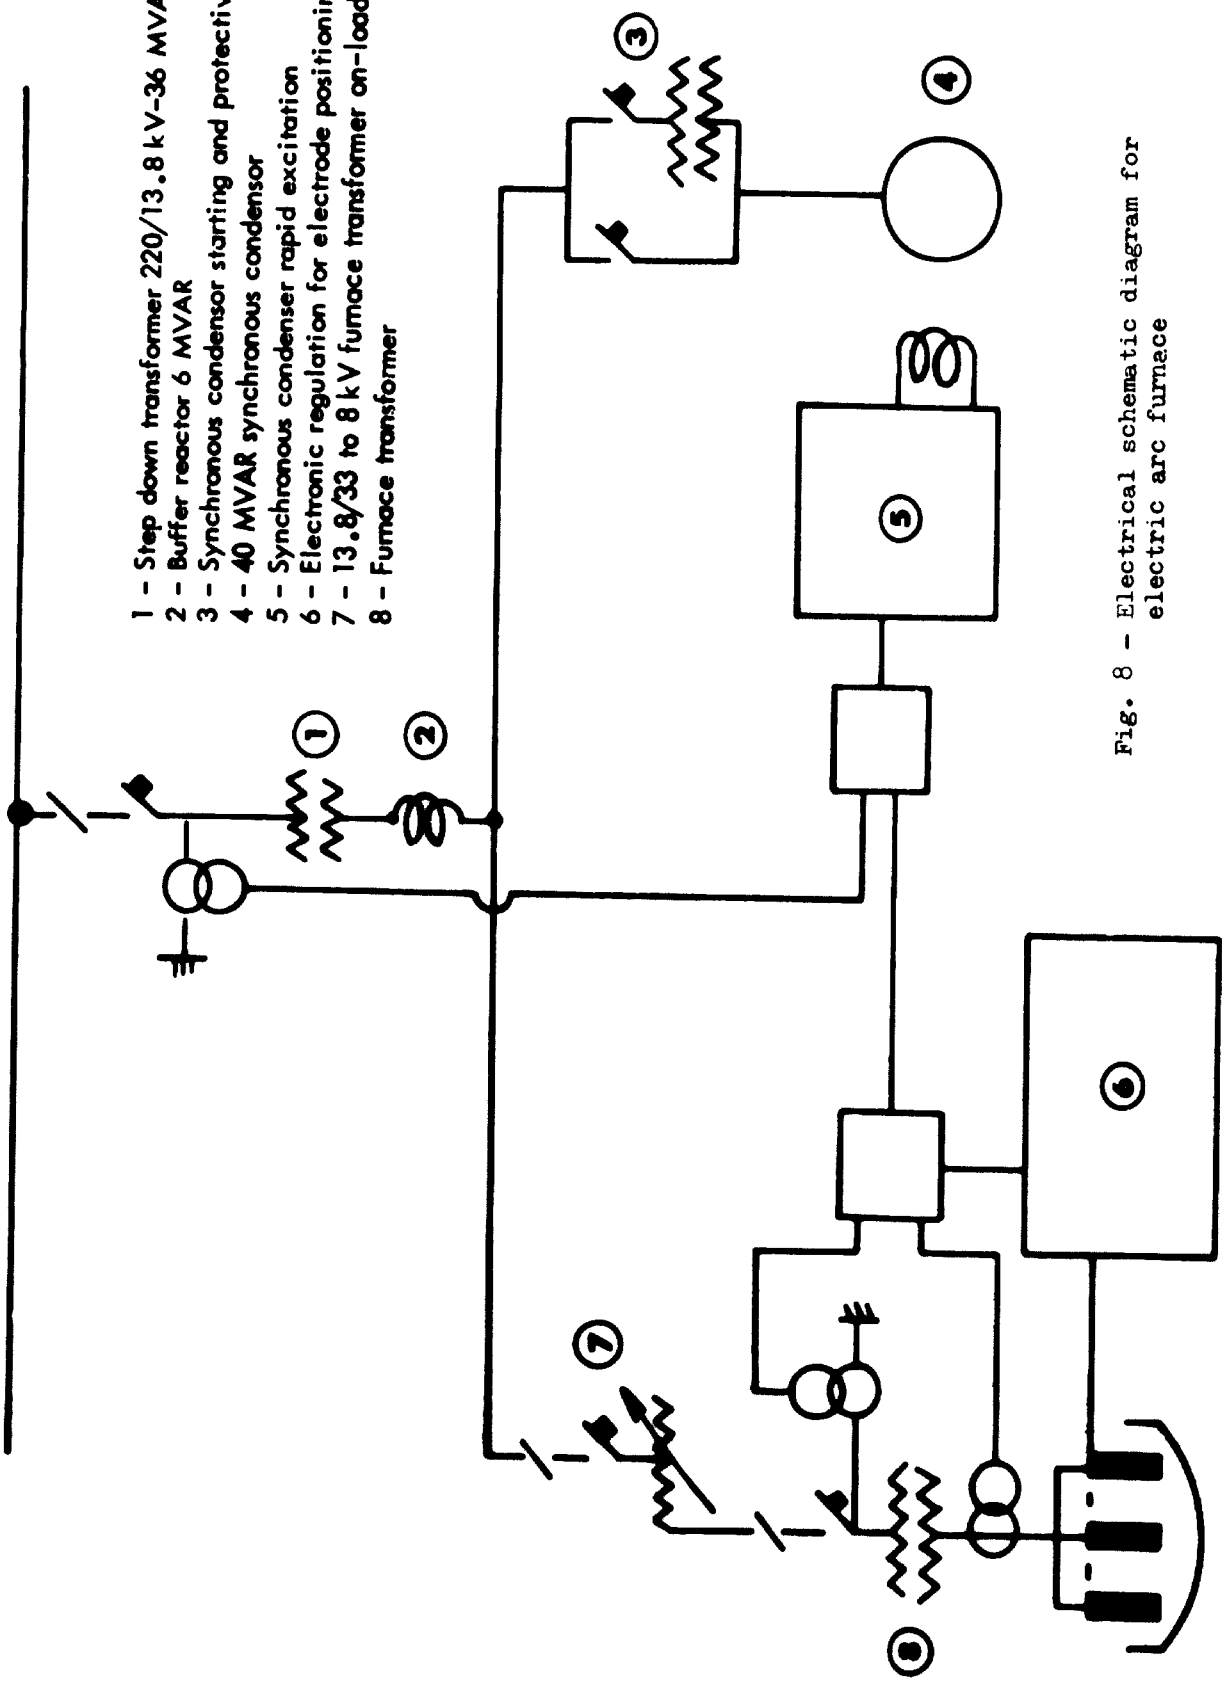 1 - Step down transformer 220/13.8 kV-36 MVA
2 - Buffer reactor 6 MVAR
3 - Synchronous condensor starting and
4 - 40 MVAR synchronous condensor
5 - Synchronous condenser rapid excitation
6 - Electronic regulation for electrode
7 - 13.8/33 to 8 kV furnace transformer on-load
8 - Furnace transformer
1
2
3
4
5
6
7
8
Fig. 8 - Electrical schematic diagram for
electric arc furnace